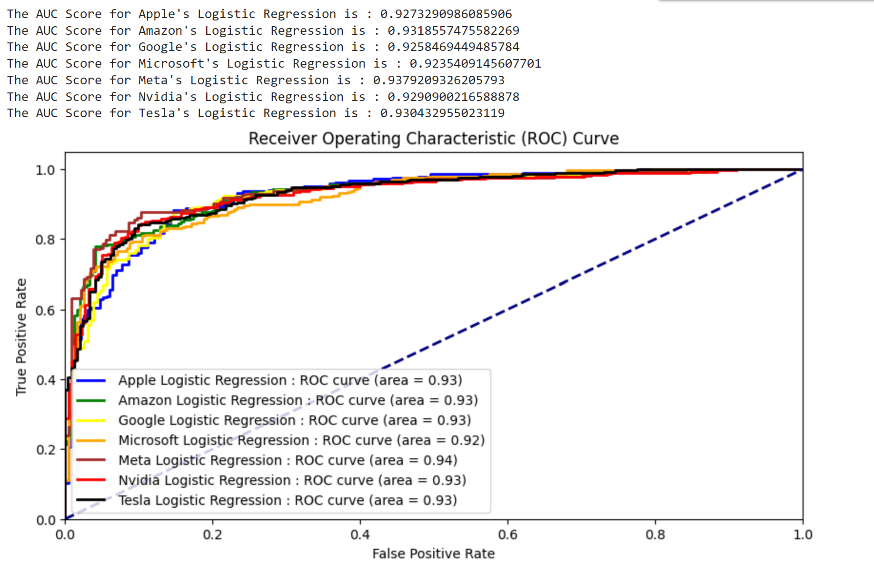 The AUC Score for Apple's Logistic Regression is : 0.9273290986085906
The AUC Score for Amazon's Logistic Regression is : 0.9318557475582269
The AUC Score for Google's Logistic Regression is : 0.9258469449485784
The AUC Score for Microsoft's Logistic Regression is : 0.9235409145607701
The AUC Score for Meta's Logistic Regression is : 0.9379209326205793
The AUC Score for Nvidia's Logistic Regression is : 0.9290900216588878
The AUC Score for Tesla's Logistic Regression is : 0.930432955023119
Receiver Operating Characteristic (ROC) Curve
1.0
0.8
0.6
0.4
0.2
0.0
True Positive Rate
Apple Logistic Regression : ROC curve (area = 0.93)
Amazon Logistic Regression : ROC curve (area = 0.93)
Google Logistic Regression : ROC curve (area = 0.93)
Microsoft Logistic Regression : ROC curve (area = 0.92)
Meta Logistic Regression : ROC curve (area = 0.94)
Nvidia Logistic Regression : ROC curve (area = 0.93)
Tesla Logistic Regression : ROC curve (area = 0.93)
0.0 0.2 0.4 0.6 0.8 1.0
False Positive Rate